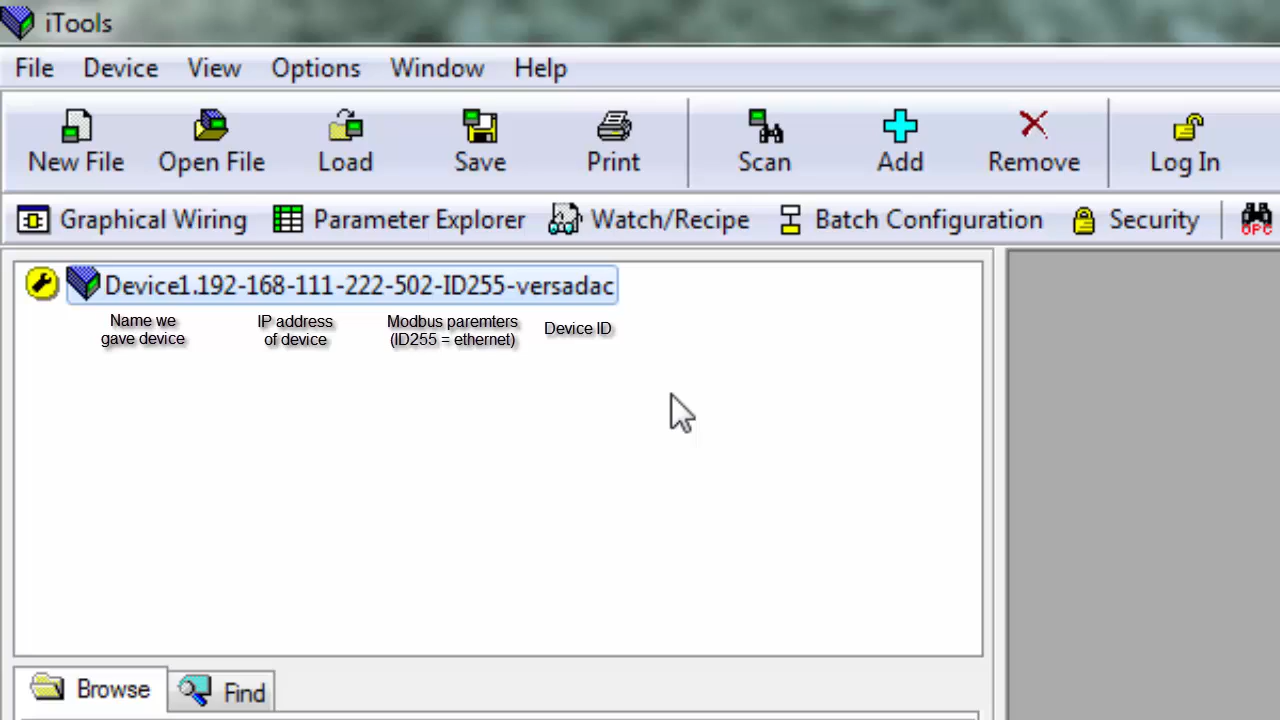 iTools
File Device View Options Window Help
New File Open File Load Save Print Scan Add Remove Log In
Graphical Wiring Parameter Explorer Watch/Recipe Batch Configuration Security OPC
Device1.192-168-111-222-502-ID255-versadac
Name we gave device
IP address of device
Modbus paremters (ID255 = ethernet)
Device ID
Browse Find